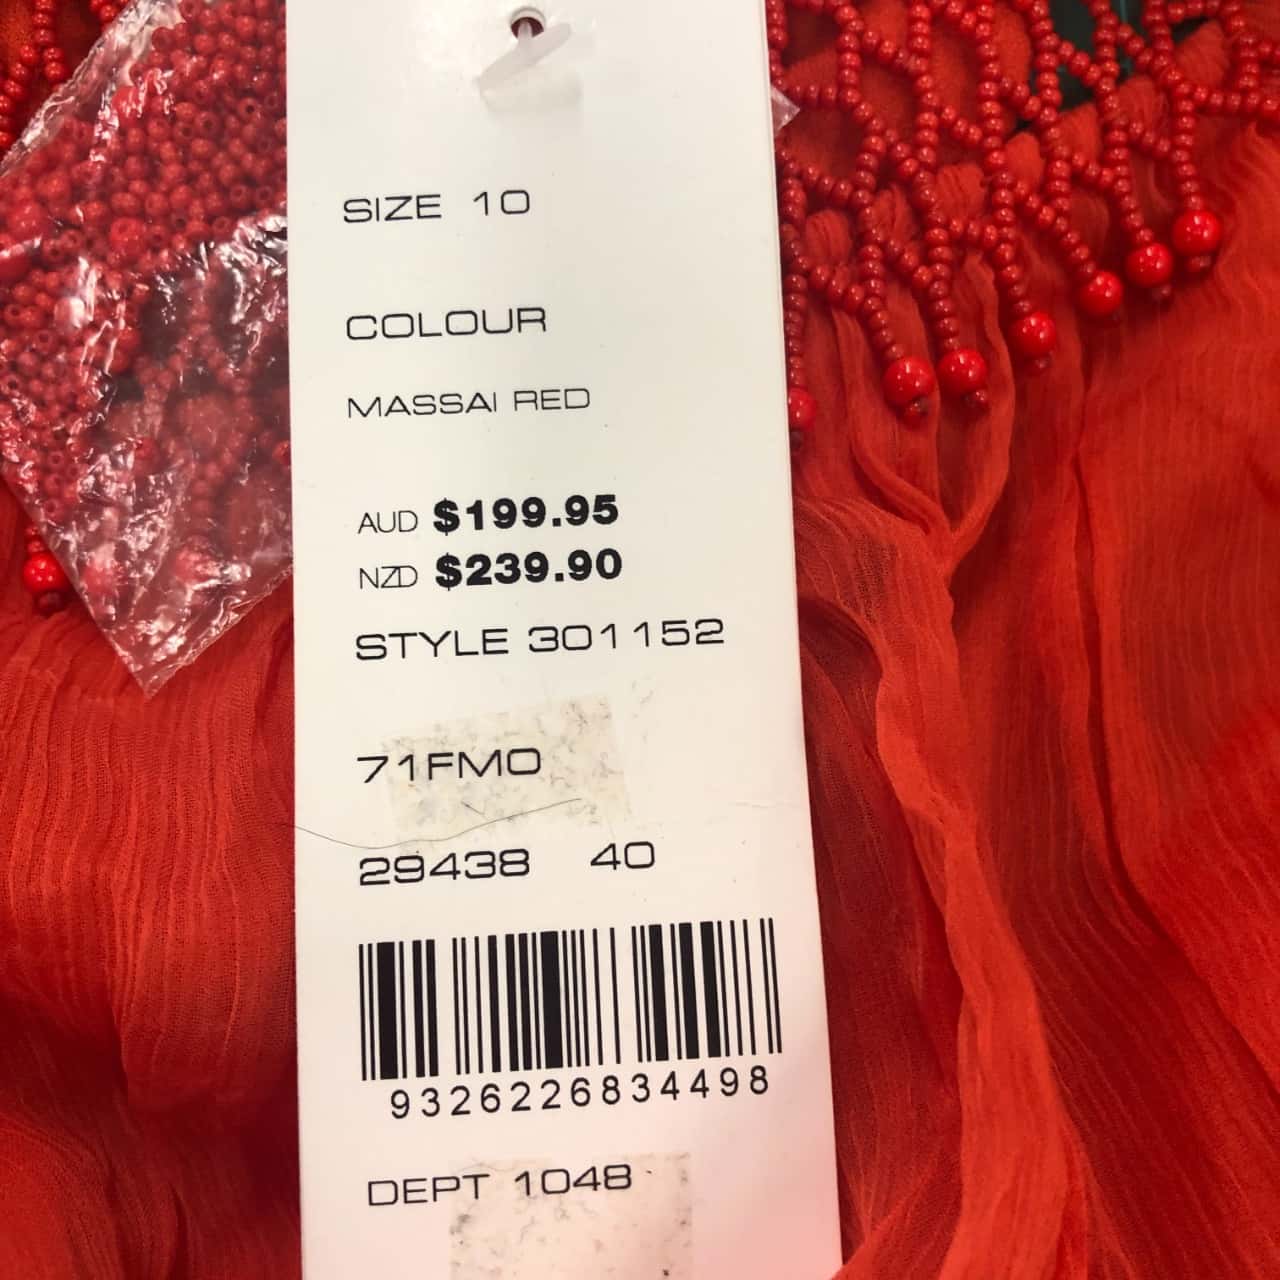 SIZE 10
COLOUR
MASSAI RED
AUD $199.95
NZD $239.90
STYLE 301152
71FMO
29438 40
9326226834498
DEPT 1048